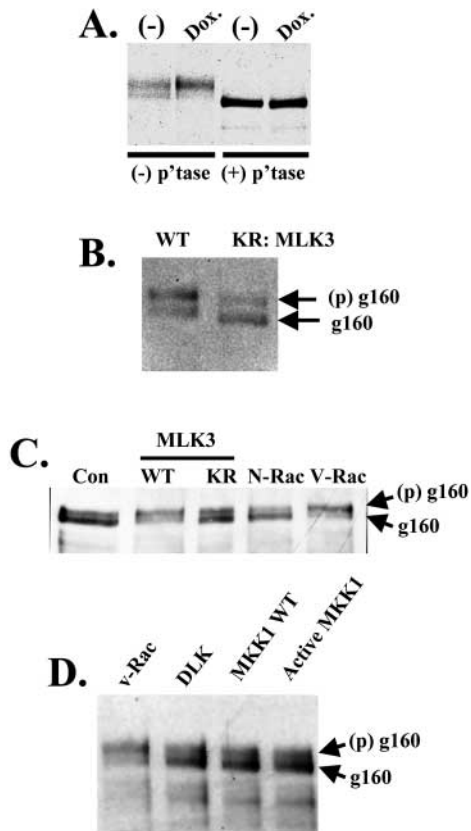 A.
(-) Dox. (-) Dox.
(-) p'tase (+) p'tase
B.
WT KR: MLK3
(p) g160
g160
C.
MLK3
Con WT KR N-Rac V-Rac
(p) g160
g160
D.
v-Rac DLK MKK1 WT Active MKK1
(p) g160
g160